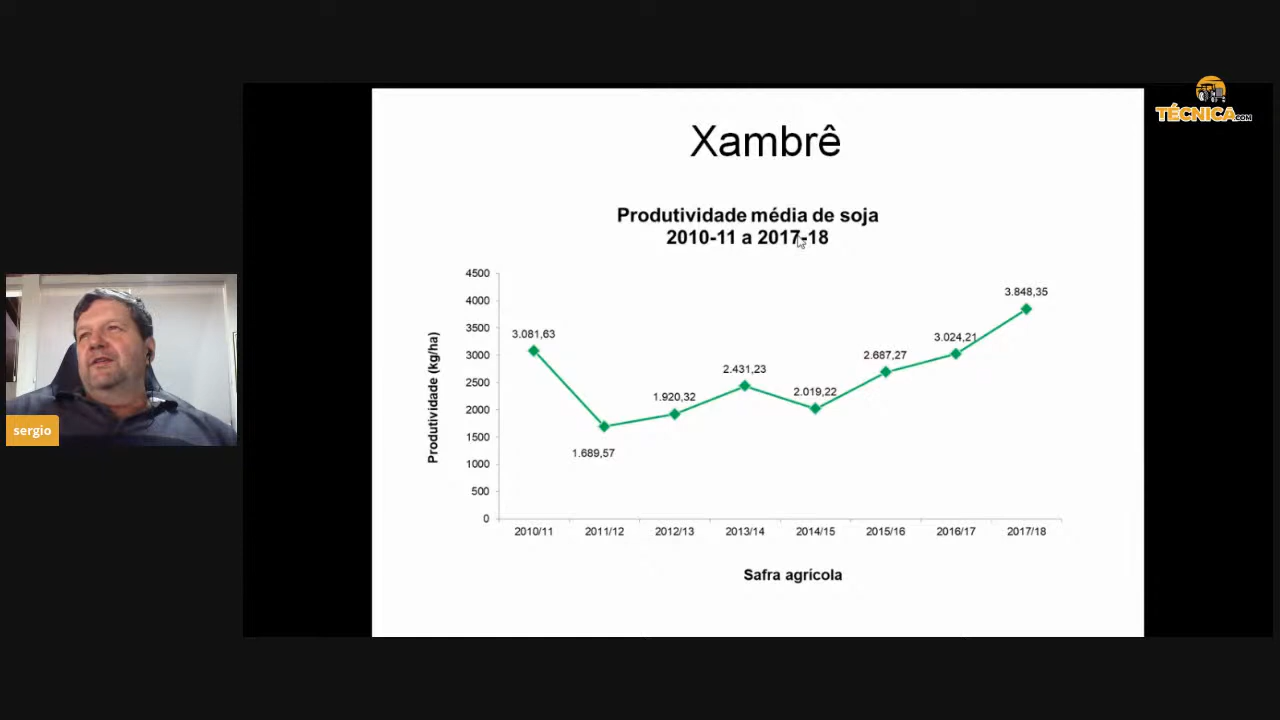 TÉCNICA.COM
Xambrê
Produtividade média de soja
2010-11 a 2017-18
Produtividade (kg/ha)
4500
4000
3500
3000
2500
2000
1500
1000
500
0
3.081,63
1.689,57
1.920,32
2.431,23
2.019,22
2.687,27
3.024,21
3.848,35
2010/11 2011/12 2012/13 2013/14 2014/15 2015/16 2016/17 2017/18
Safra agrícola
sergio